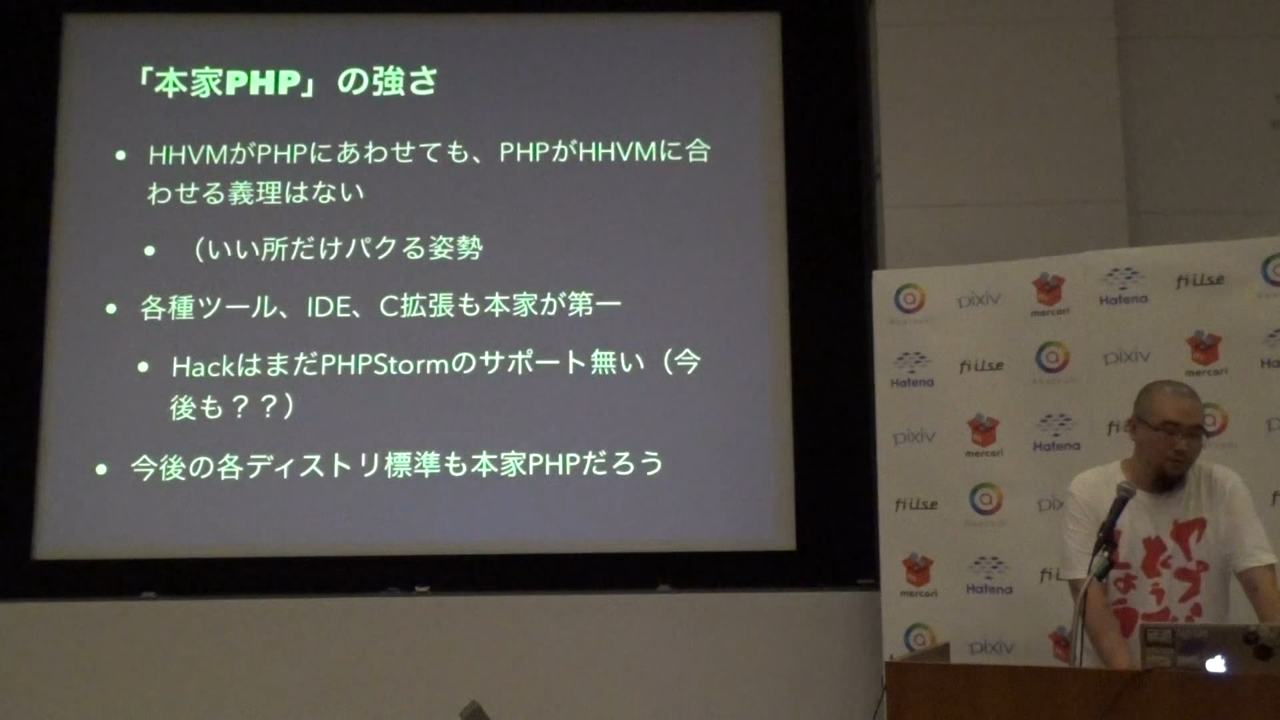 「本家PHP」の強さ
• HHVMがPHPにあわせても、PHPがHHVMに合
わせる義理はない
• （いい所だけパクる姿勢
• 各種ツール、IDE、C拡張も本家が第一
• HackはまだPHPStormのサポート無い（今
後も？？）
• 今後の各ディストリ標準も本家PHPだろう
pixiv
mercari
Hatena
fillse
Hatena
fillse
pixiv
mercari
pixiv
mercari
Hatena
fillse
mercari
Hatena
pixiv